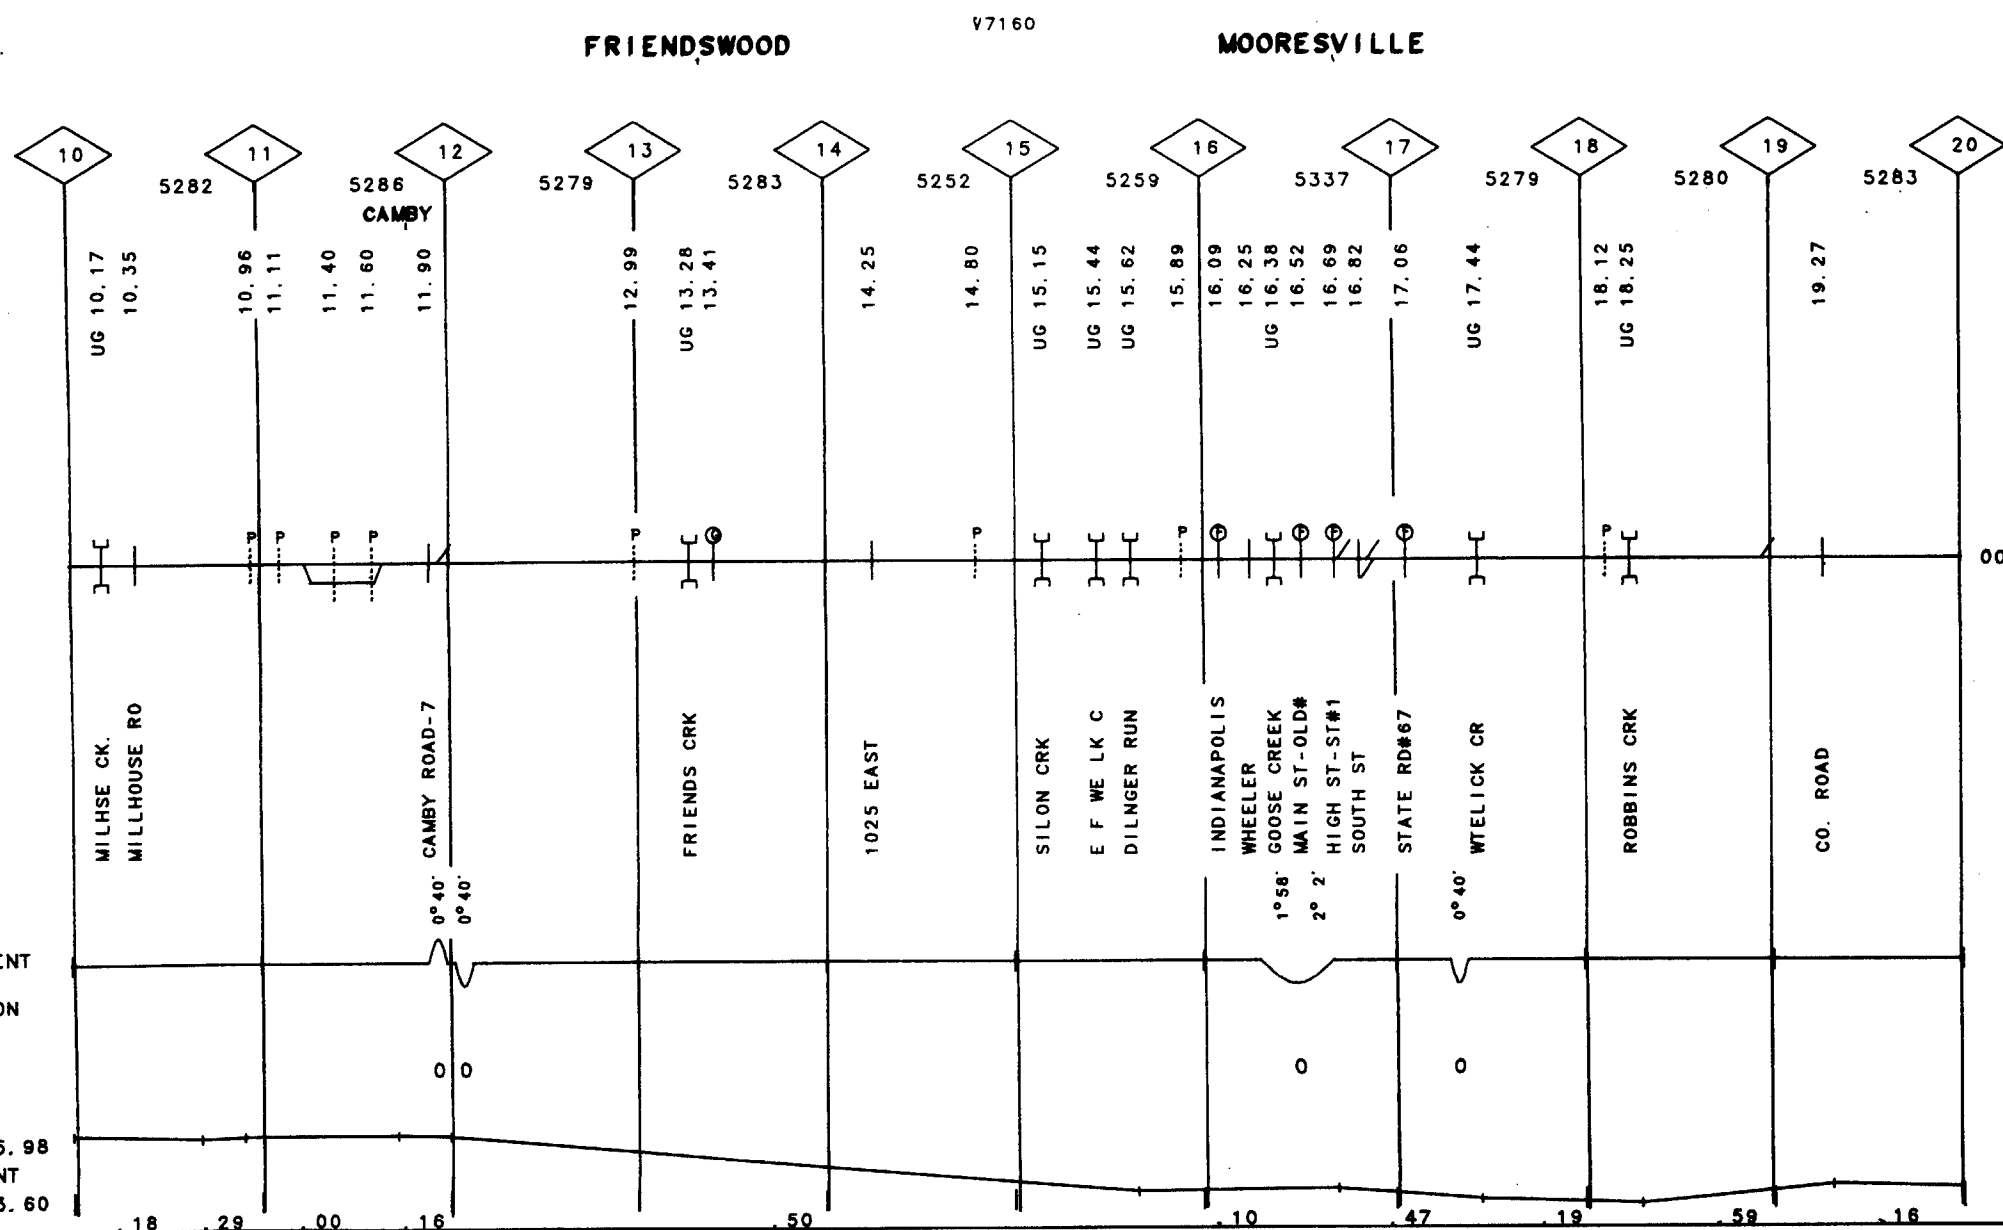 V7160
FRIENDSWOOD MOORESVILLE
10 11 12 13 14 15 16 17 18 19 20
5282 5286 5279 5283 5252 5259 5337 5279 5280 5283
CAMBY
UG 10.17
10.35
10.96
11.11
11.40
11.60
11.90
12.99
UG 13.28
13.41
14.25
14.80
UG 15.15
UG 15.44
UG 15.62
15.89
16.09
16.25
UG 16.38
16.52
16.69
16.82
17.06
UG 17.44
18.12
UG 18.25
19.27
P P P P P P P P
00
MILHSE CK.
MILLHOUSE RO
CAMBY ROAD-7
FRIENDS CRK
1025 EAST
SILON CRK
E F WE LK C
DILNGER RUN
INDIANAPOLIS
WHEELER
GOOSE CREEK
MAIN ST-OLD#
HIGH ST-ST#1
SOUTH ST
STATE RD#67
WTELICK CR
ROBBINS CRK
CO. ROAD
0°40'
0°40'
1°58'
2° 2'
0°40'
ENT
ON
0 0 0 0
5.98
NT
3.60
.18 .29 .00 .16 .50 .10 .47 .19 .59 .16